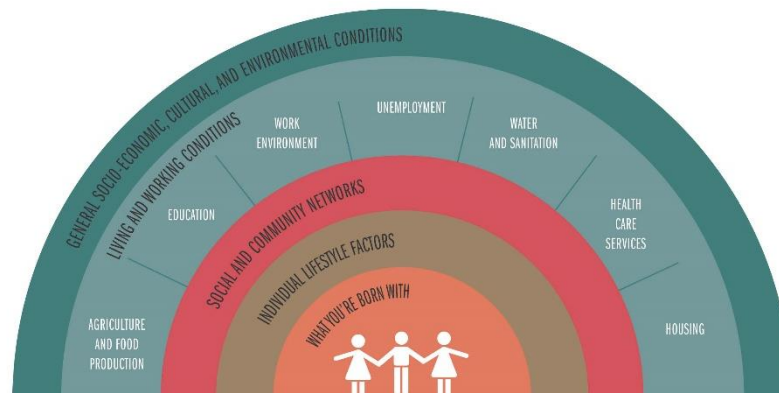 GENERAL SOCIO-ECONOMIC, CULTURAL, AND ENVIRONMENTAL CONDITIONS
LIVING AND WORKING CONDITIONS
AGRICULTURE
AND FOOD
PRODUCTION
EDUCATION
WORK
ENVIRONMENT
UNEMPLOYMENT
WATER
AND SANITATION
HEALTH
CARE
SERVICES
HOUSING
SOCIAL AND COMMUNITY NETWORKS
INDIVIDUAL LIFESTYLE FACTORS
WHAT YOU'RE BORN WITH